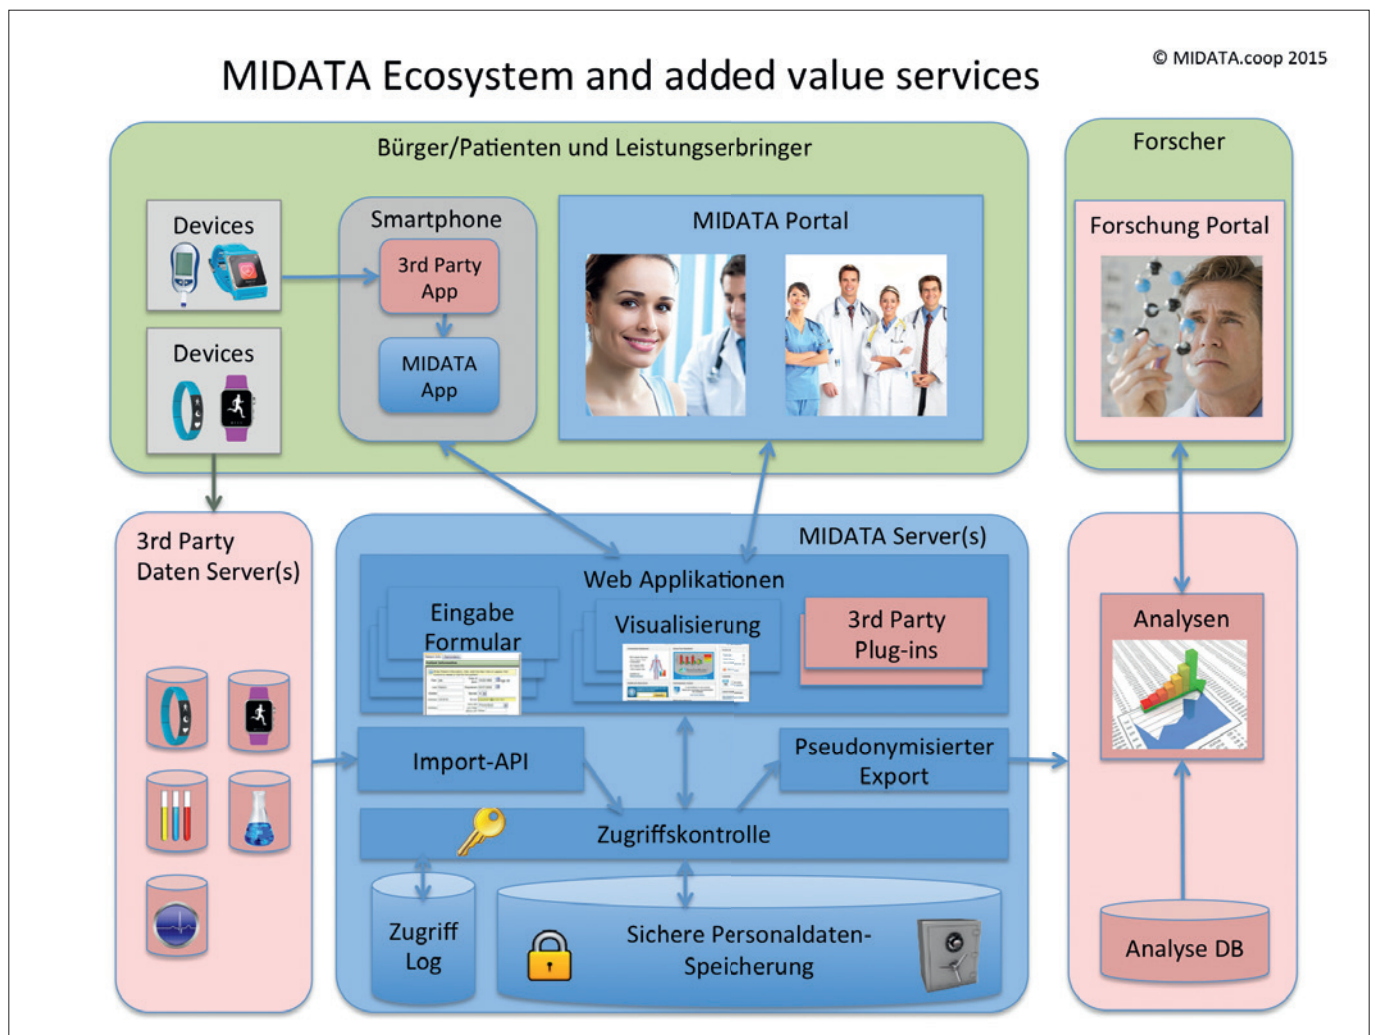 © MIDATA.coop 2015
MIDATA Ecosystem and added value services
Bürger/Patienten und Leistungserbringer
Devices
Devices
Smartphone
3rd Party
App
MIDATA
App
MIDATA Portal
Forscher
Forschung Portal
3rd Party
Daten Server(s)
MIDATA Server(s)
Web Applikationen
Eingabe
Formular
Visualisierung
3rd Party
Plug-ins
Import-API
Pseudonymisierter
Export
Zugriffskontrolle
Zugriff
Log
Sichere Personaldaten-
Speicherung
Analysen
Analyse DB